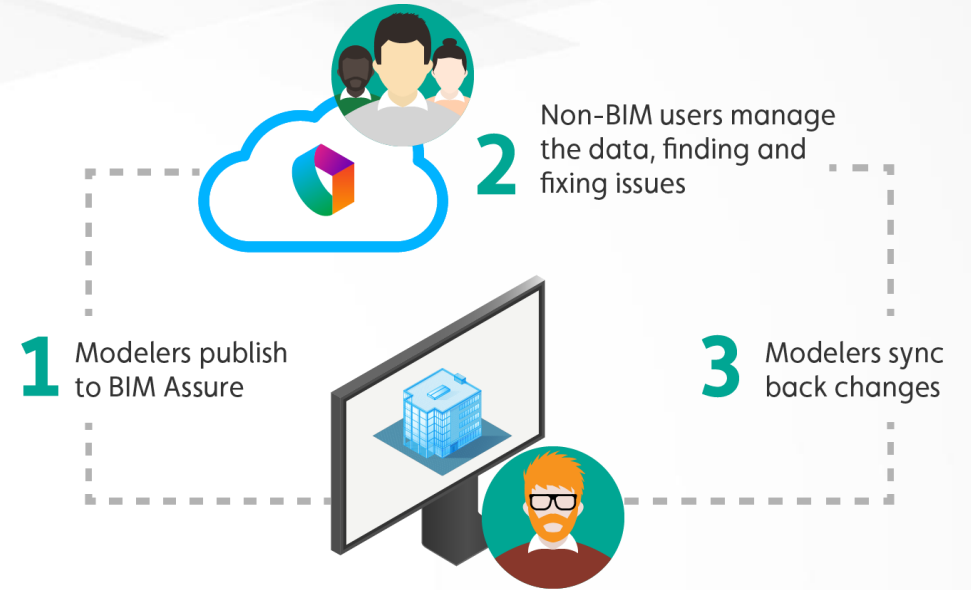 1
Modelers publish
to BIM Assure
2
Non-BIM users manage
the data, finding and
fixing issues
3
Modelers sync
back changes